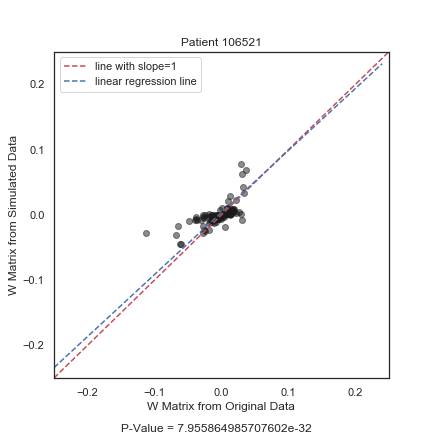 Patient 106521
line with slope=1
linear regression line
W Matrix from Simulated Data
0.2
0.1
0.0
−0.1
−0.2
−0.2
−0.1
0.0
0.1
0.2
W Matrix from Original Data
P-Value = 7.955864985707602e-32